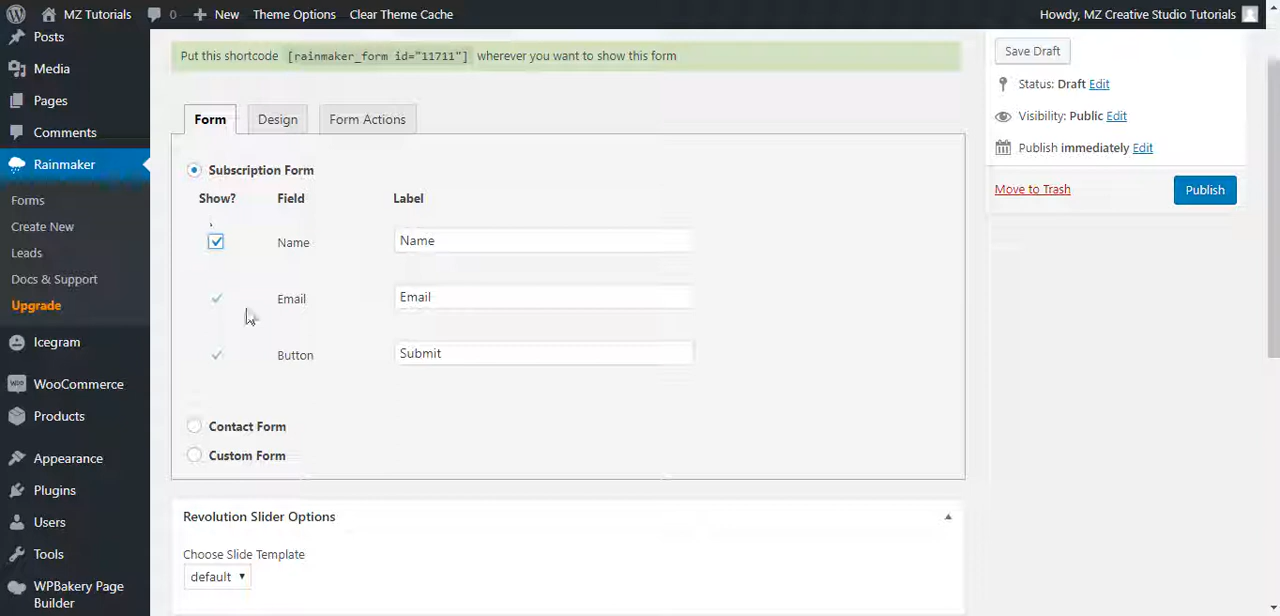 MZ Tutorials 0 New Theme Options Clear Theme Cache Howdy, MZ Creative Studio Tutorials
Posts
Media
Pages
Comments
Rainmaker
Forms
Create New
Leads
Docs & Support
Upgrade
Icegram
WOO WooCommerce
Products
Appearance
Plugins
Users
Tools
WPBakery Page
Builder
Put this shortcode [rainmaker_form id="11711"] wherever you want to show this form
Form Design Form Actions
Subscription Form
Show? Field Label
Name Name
Email Email
Button Submit
Contact Form
Custom Form
Revolution Slider Options
Choose Slide Template
default
Save Draft
Status: Draft Edit
Visibility: Public Edit
Publish immediately Edit
Move to Trash Publish